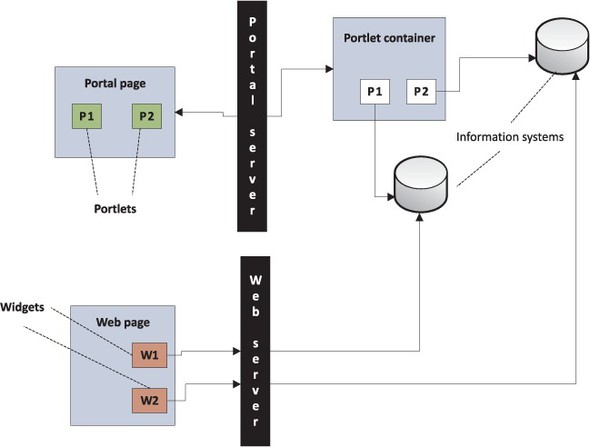 Portal server
Portlet container
P1 P2
Portal page
P1 P2
Portlets
Information systems
Web server
Widgets
Web page
W1
W2